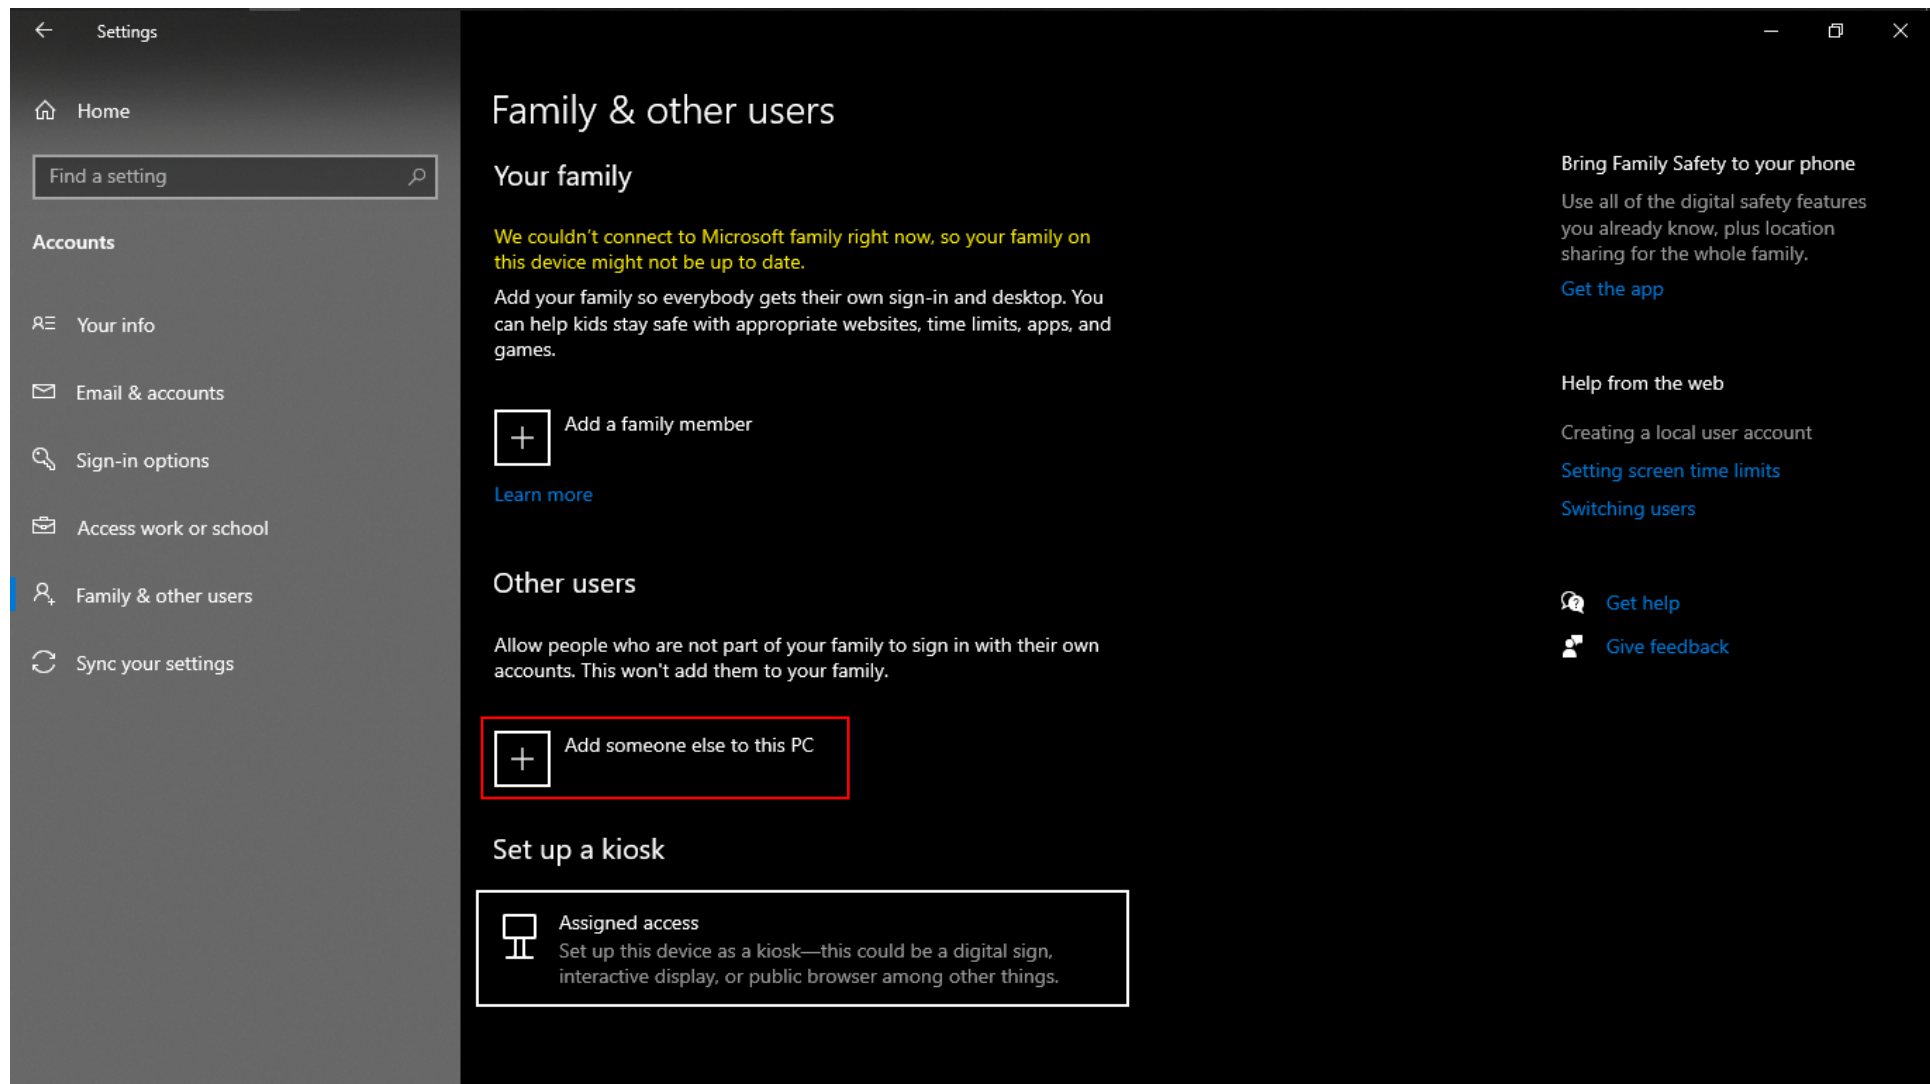 Settings
Home
Find a setting
Accounts
Your info
Email & accounts
Sign-in options
Access work or school
Family & other users
Sync your settings
Family & other users
Your family
We couldn't connect to Microsoft family right now, so your family on
this device might not be up to date.
Add your family so everybody gets their own sign-in and desktop. You
can help kids stay safe with appropriate websites, time limits, apps, and
games.
Add a family member
Learn more
Other users
Allow people who are not part of your family to sign in with their own
accounts. This won't add them to your family.
Add someone else to this PC
Set up a kiosk
Assigned access
Set up this device as a kiosk—this could be a digital sign,
interactive display, or public browser among other things.
Bring Family Safety to your phone
Use all of the digital safety features
you already know, plus location
sharing for the whole family.
Get the app
Help from the web
Creating a local user account
Setting screen time limits
Switching users
Get help
Give feedback